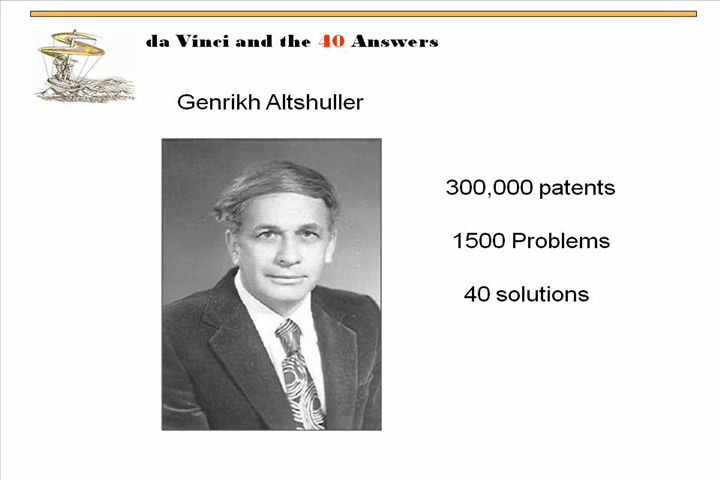 da Vinci and the 40 Answers
Genrikh Altshuller
300,000 patents
1500 Problems
40 solutions